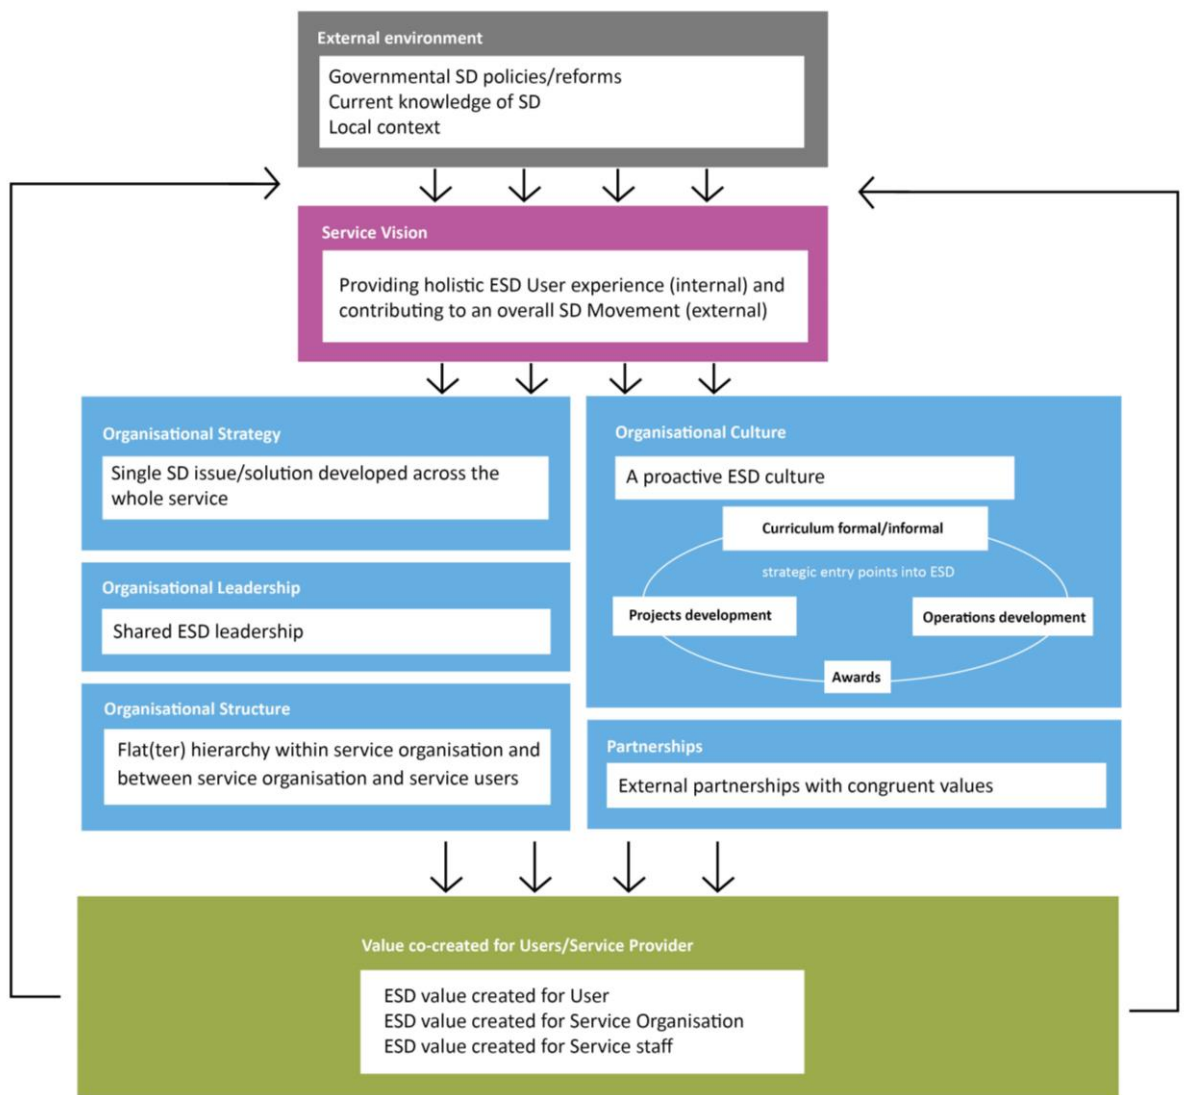 External environment
Governmental SD policies/reforms
Current knowledge of SD
Local context
Service Vision
Providing holistic ESD User experience (internal) and
contributing to an overall SD Movement (external)
Organisational Strategy
Single SD issue/solution developed across the
whole service
Organisational Leadership
Shared ESD leadership
Organisational Structure
Flat(ter) hierarchy within service organisation and
between service organisation and service users
Organisational Culture
A proactive ESD culture
Curriculum formal/informal
strategic entry points into ESD
Projects development
Operations development
Awards
Partnerships
External partnerships with congruent values
Value co-created for Users/Service Provider
ESD value created for User
ESD value created for Service Organisation
ESD value created for Service staff